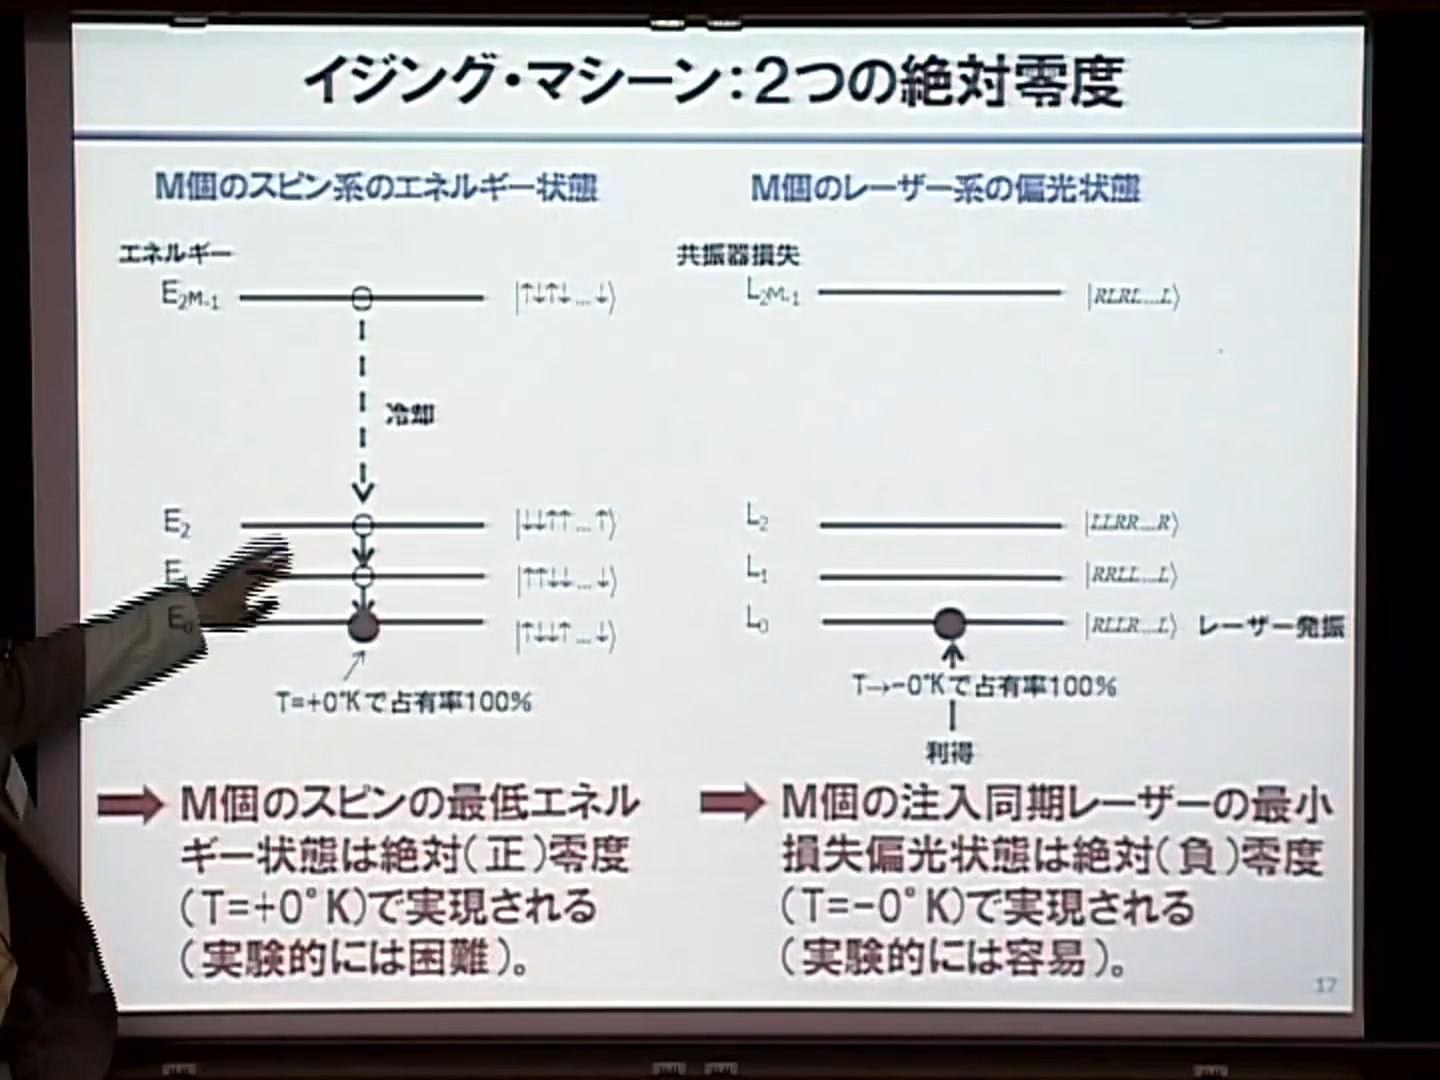 イジング・マシーン:2つの絶対零度
M個のスピン系のエネルギー状態
エネルギー
E2M-1
|↑↓↑↓…↓⟩
冷却
E2
|↓↓↑↑…↑⟩
E
|↑↑↓↓…↓⟩
E0
|↑↓↓↑…↓⟩
T=+0°Kで占有率100%
M個のスピンの最低エネル
ギー状態は絶対(正)零度
(T=+0°K)で実現される
(実験的には困難)。
M個のレーザー系の偏光状態
共振器損失
L2M-1
|RLRL…L⟩
L2
|LLRR…R⟩
L1
|RRLL…L⟩
L0
|RLLR…L⟩
レーザー発振
T→-0°Kで占有率100%
利得
M個の注入同期レーザーの最小
損失偏光状態は絶対(負)零度
(T=-0°K)で実現される
(実験的には容易)。
17